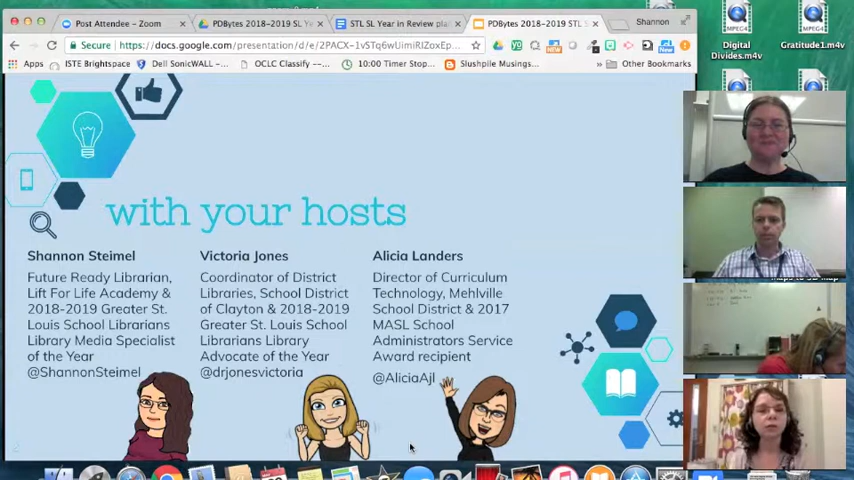 Post Attendee – Zoom
PDBytes 2018–2019 SL Ye
STL SL Year in Review plan
PDBytes 2018–2019 STL S
Shannon
Secure
https://docs.google.com/presentation/d/e/2PACX-1vSTq6wUimiRIZoxEp...
Apps
ISTE Brightspace
Dell SonicWALL ...
OCLC Classify -...
Slushpile Musings...
10:00 Timer Stop...
Other Bookmarks
Digital
Divides.m4v
Gratitude1.m4v
with your hosts
Shannon Steimel
Future Ready Librarian,
Lift For Life Academy &
2018-2019 Greater St.
Louis School Librarians
Library Media Specialist
of the Year
@ShannonSteimel
Victoria Jones
Coordinator of District
Libraries, School District
of Clayton & 2018-2019
Greater St. Louis School
Librarians Library
Advocate of the Year
@drjonesvictoria
Alicia Landers
Director of Curriculum
Technology, Mehlville
School District & 2017
MASL School
Administrators Service
Award recipient
@AliciaAjl